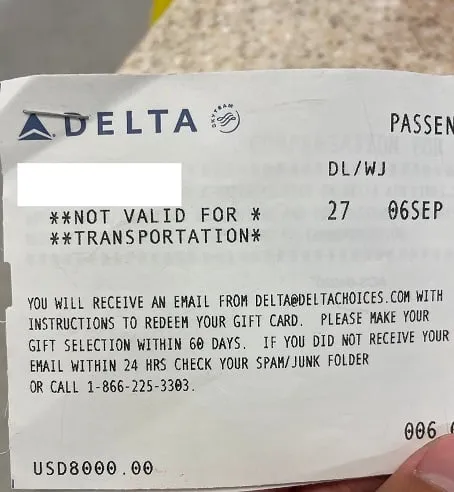 DELTA
SKYTEAM
PASSEN
DL/WJ
**NOT VALID FOR * 27 06SEP
**TRANSPORTATION*
YOU WILL RECEIVE AN EMAIL FROM DELTA@DELTACHOICES.COM WITH
INSTRUCTIONS TO REDEEM YOUR GIFT CARD. PLEASE MAKE YOUR
GIFT SELECTION WITHIN 60 DAYS. IF YOU DID NOT RECEIVE YOUR
EMAIL WITHIN 24 HRS CHECK YOUR SPAM/JUNK FOLDER
OR CALL 1-866-225-3303.
006
USD8000.00